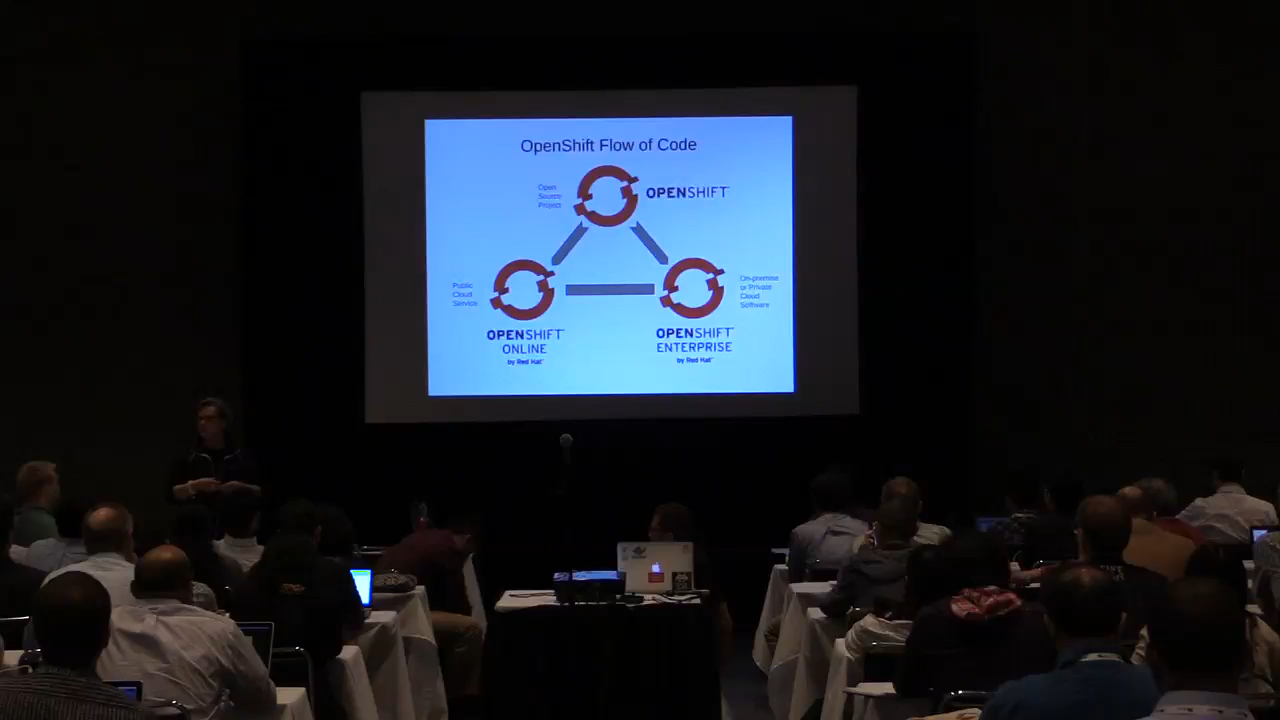 OpenShift Flow of Code
Open
Source
Project
OPENSHIFT
Public
Cloud
Service
On-premise
or Private
Cloud
Software
OPENSHIFT
ONLINE
by Red Hat
OPENSHIFT
ENTERPRISE
by Red Hat